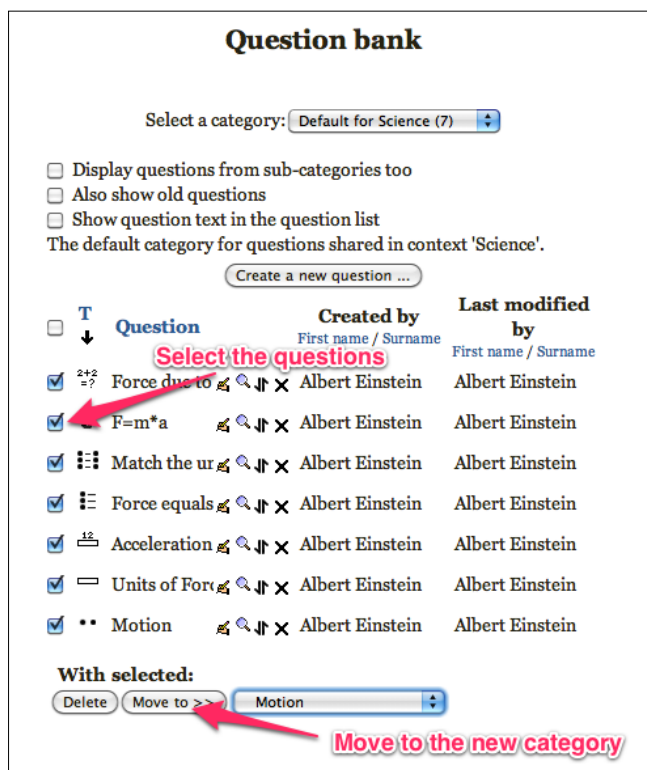 Question bank
Select a category: Default for Science (7)
Display questions from sub-categories too
Also show old questions
Show question text in the question list
The default category for questions shared in context 'Science'.
Create a new question ...
T Question Created by Last modified by
First name / Surname First name / Surname
Select the questions
2+2 =? Force due to Albert Einstein Albert Einstein
F=m*a Albert Einstein Albert Einstein
Match the ur Albert Einstein Albert Einstein
Force equals Albert Einstein Albert Einstein
12 Acceleration Albert Einstein Albert Einstein
Units of Forc Albert Einstein Albert Einstein
Motion Albert Einstein Albert Einstein
With selected:
Delete Move to >> Motion
Move to the new category